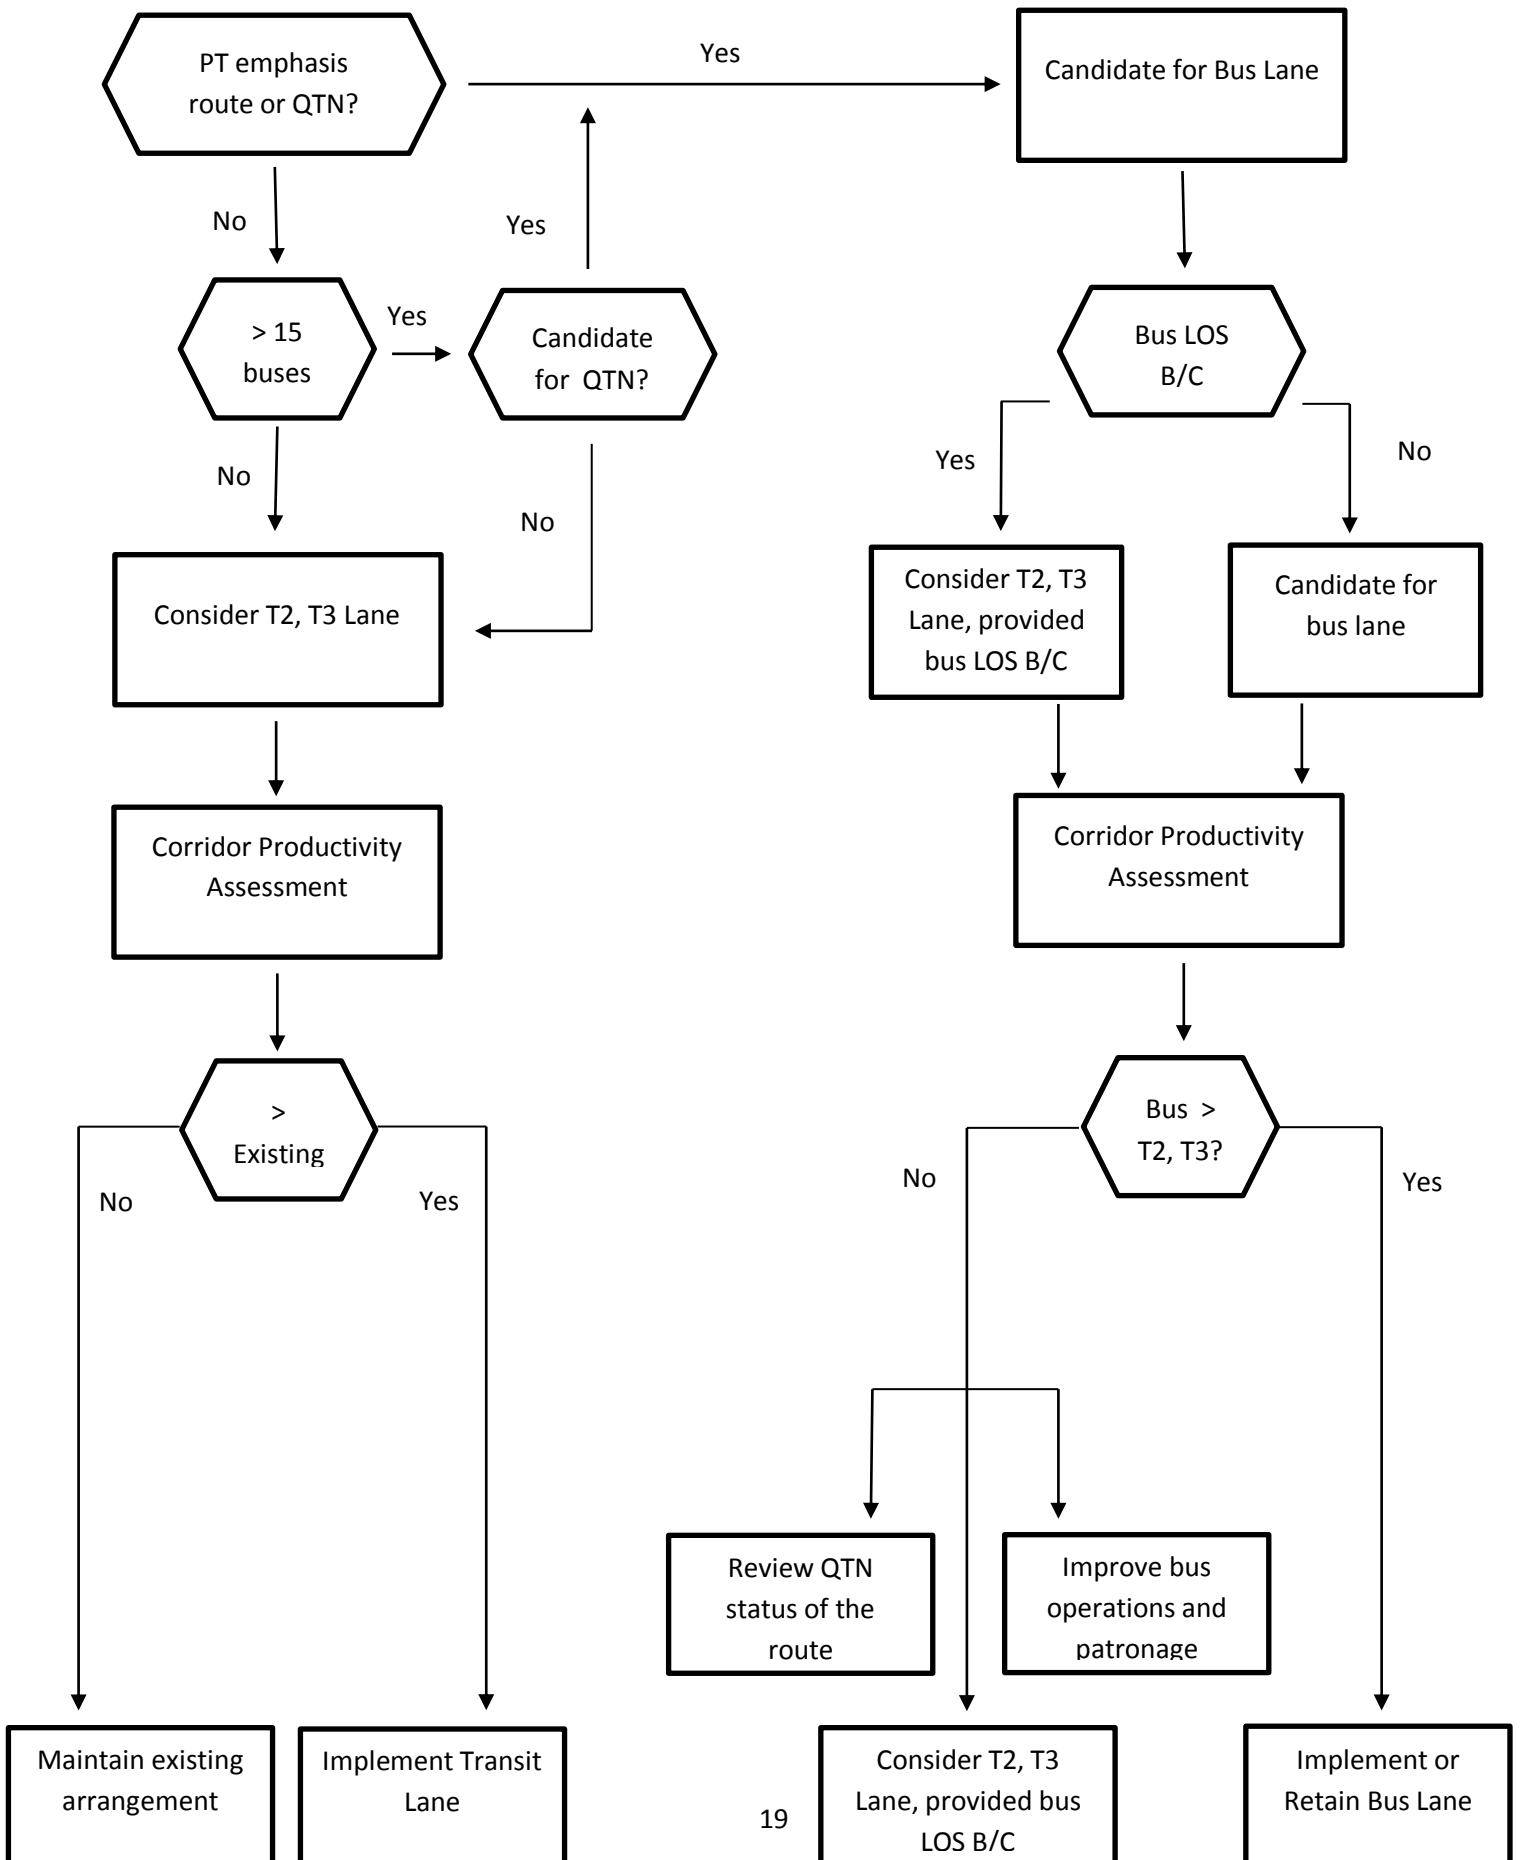 PT emphasis
route or QTN?
Yes
Candidate for Bus Lane
No
Yes
> 15
buses
Yes
Candidate
for QTN?
Bus LOS
B/C
No
No
Yes
No
Consider T2, T3 Lane
Consider T2, T3
Lane, provided
bus LOS B/C
Candidate for
bus lane
Corridor Productivity
Assessment
Corridor Productivity
Assessment
>
Existing
Bus >
T2, T3?
No
Yes
No
Yes
Review QTN
status of the
route
Improve bus
operations and
patronage
Maintain existing
arrangement
Implement Transit
Lane
Consider T2, T3
Lane, provided bus
LOS B/C
Implement or
Retain Bus Lane
19